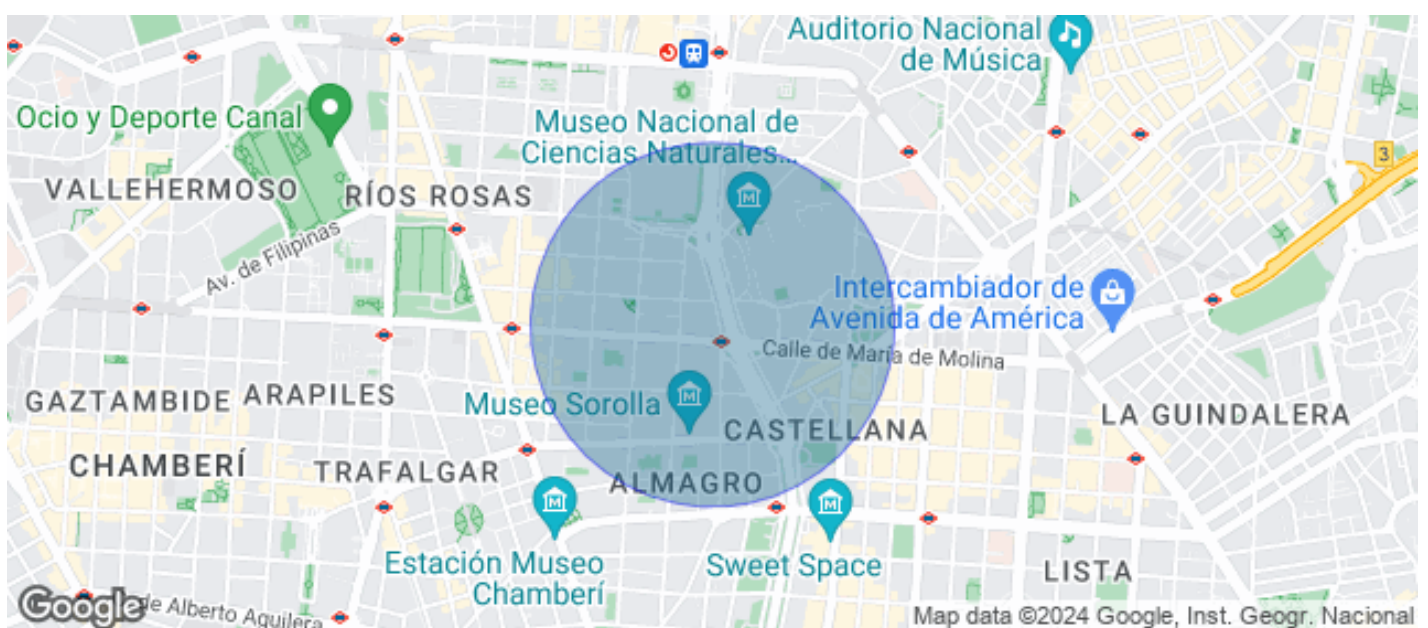 Auditorio Nacional
de Música
Ocio y Deporte Canal
Museo Nacional de
Ciencias Naturales...
3
VALLEHERMOSO
RÍOS ROSAS
Av. de Filipinas
Intercambiador de
Avenida de América
Calle de María de Molina
GAZTAMBIDE
ARAPILES
Museo Sorolla
LA GUINDALERA
CASTELLANA
CHAMBERÍ
TRAFALGAR
ALMAGRO
Estación Museo
Chamberí
Sweet Space
LISTA
Google
de Alberto Aguilera
Map data ©2024 Google, Inst. Geogr. Nacional